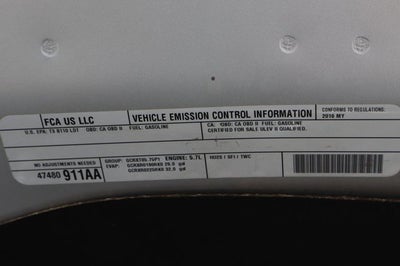 FCA US LLC
VEHICLE EMISSION CONTROL INFORMATION
CONFORMS TO REGULATIONS:
2016 MY
U.S. EPA: T3 B110 LDT OBD: CA OBD II FUEL: GASOLINE
CA: OBD: CA OBD II FUEL: GASOLINE
CERTIFIED FOR SALE ULEV II QUALIFIED.
NO ADJUSTMENTS NEEDED
47480 911AA
GROUP: GCRXT05.75P1 ENGINE: 5.7L
EVAP:
HO2S / SFI / TWC